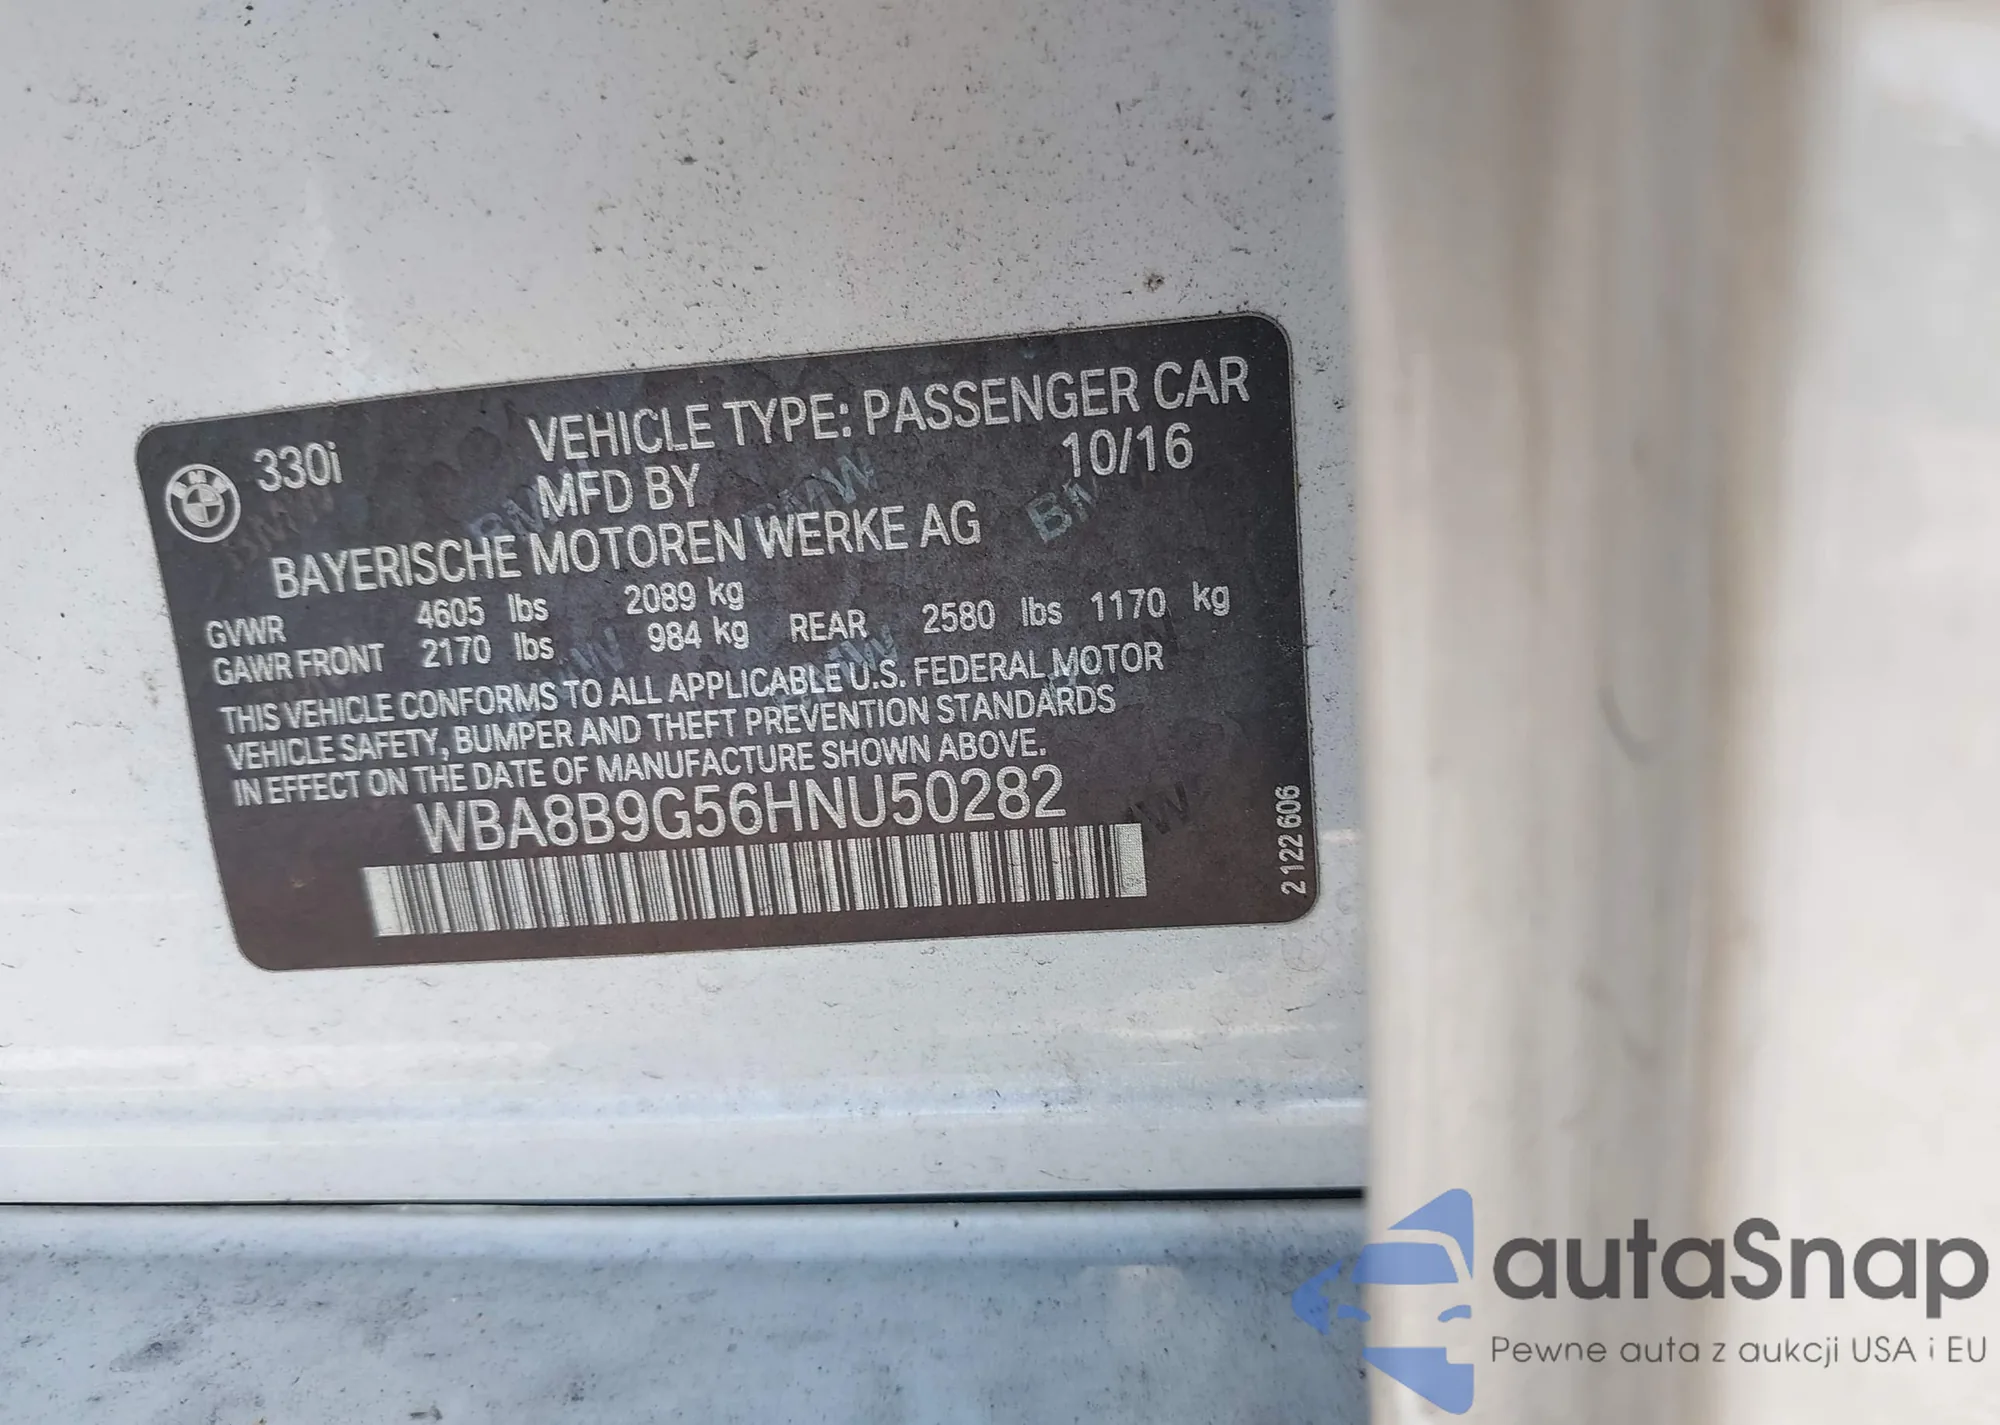 330i
VEHICLE TYPE: PASSENGER CAR
MFD BY 10/16
BAYERISCHE MOTOREN WERKE AG
GVWR 4605 lbs 2089 kg
GAWR FRONT 2170 lbs 984 kg REAR 2580 lbs 1170 kg
THIS VEHICLE CONFORMS TO ALL APPLICABLE U.S. FEDERAL MOTOR
VEHICLE SAFETY, BUMPER AND THEFT PREVENTION STANDARDS
IN EFFECT ON THE DATE OF MANUFACTURE SHOWN ABOVE.
WBA8B9G56HNU50282
2122606
autaSnap
Pewne auta z aukcji USA i EU